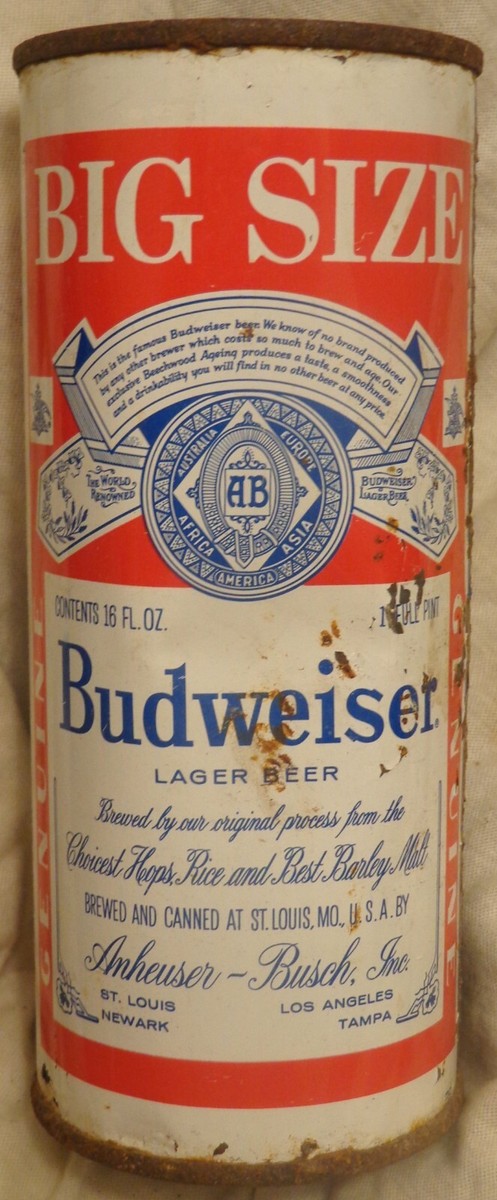 BIG SIZE
This is the famous Budweiser beer. We know of no brand produced
by any other brewer which costs so much to brew and age. Our
exclusive Beechwood Ageing produces a taste, a smoothness
and a drinkability you will find in no other beer at any price.
THE WORLD
RENOWNED
BUDWEISER
LAGER BEER
AUSTRALIA
EUROPE
AB
AFRICA
ASIA
AMERICA
CONTENTS 16 FL. OZ.
1 FULL PINT
GENUINE
GENUINE
Budweiser®
LAGER BEER
Brewed by our original process from the
Choicest Hops, Rice and Best Barley Malt
BREWED AND CANNED AT ST. LOUIS, MO., U.S.A. BY
Anheuser-Busch, Inc.
ST. LOUIS
NEWARK
LOS ANGELES
TAMPA